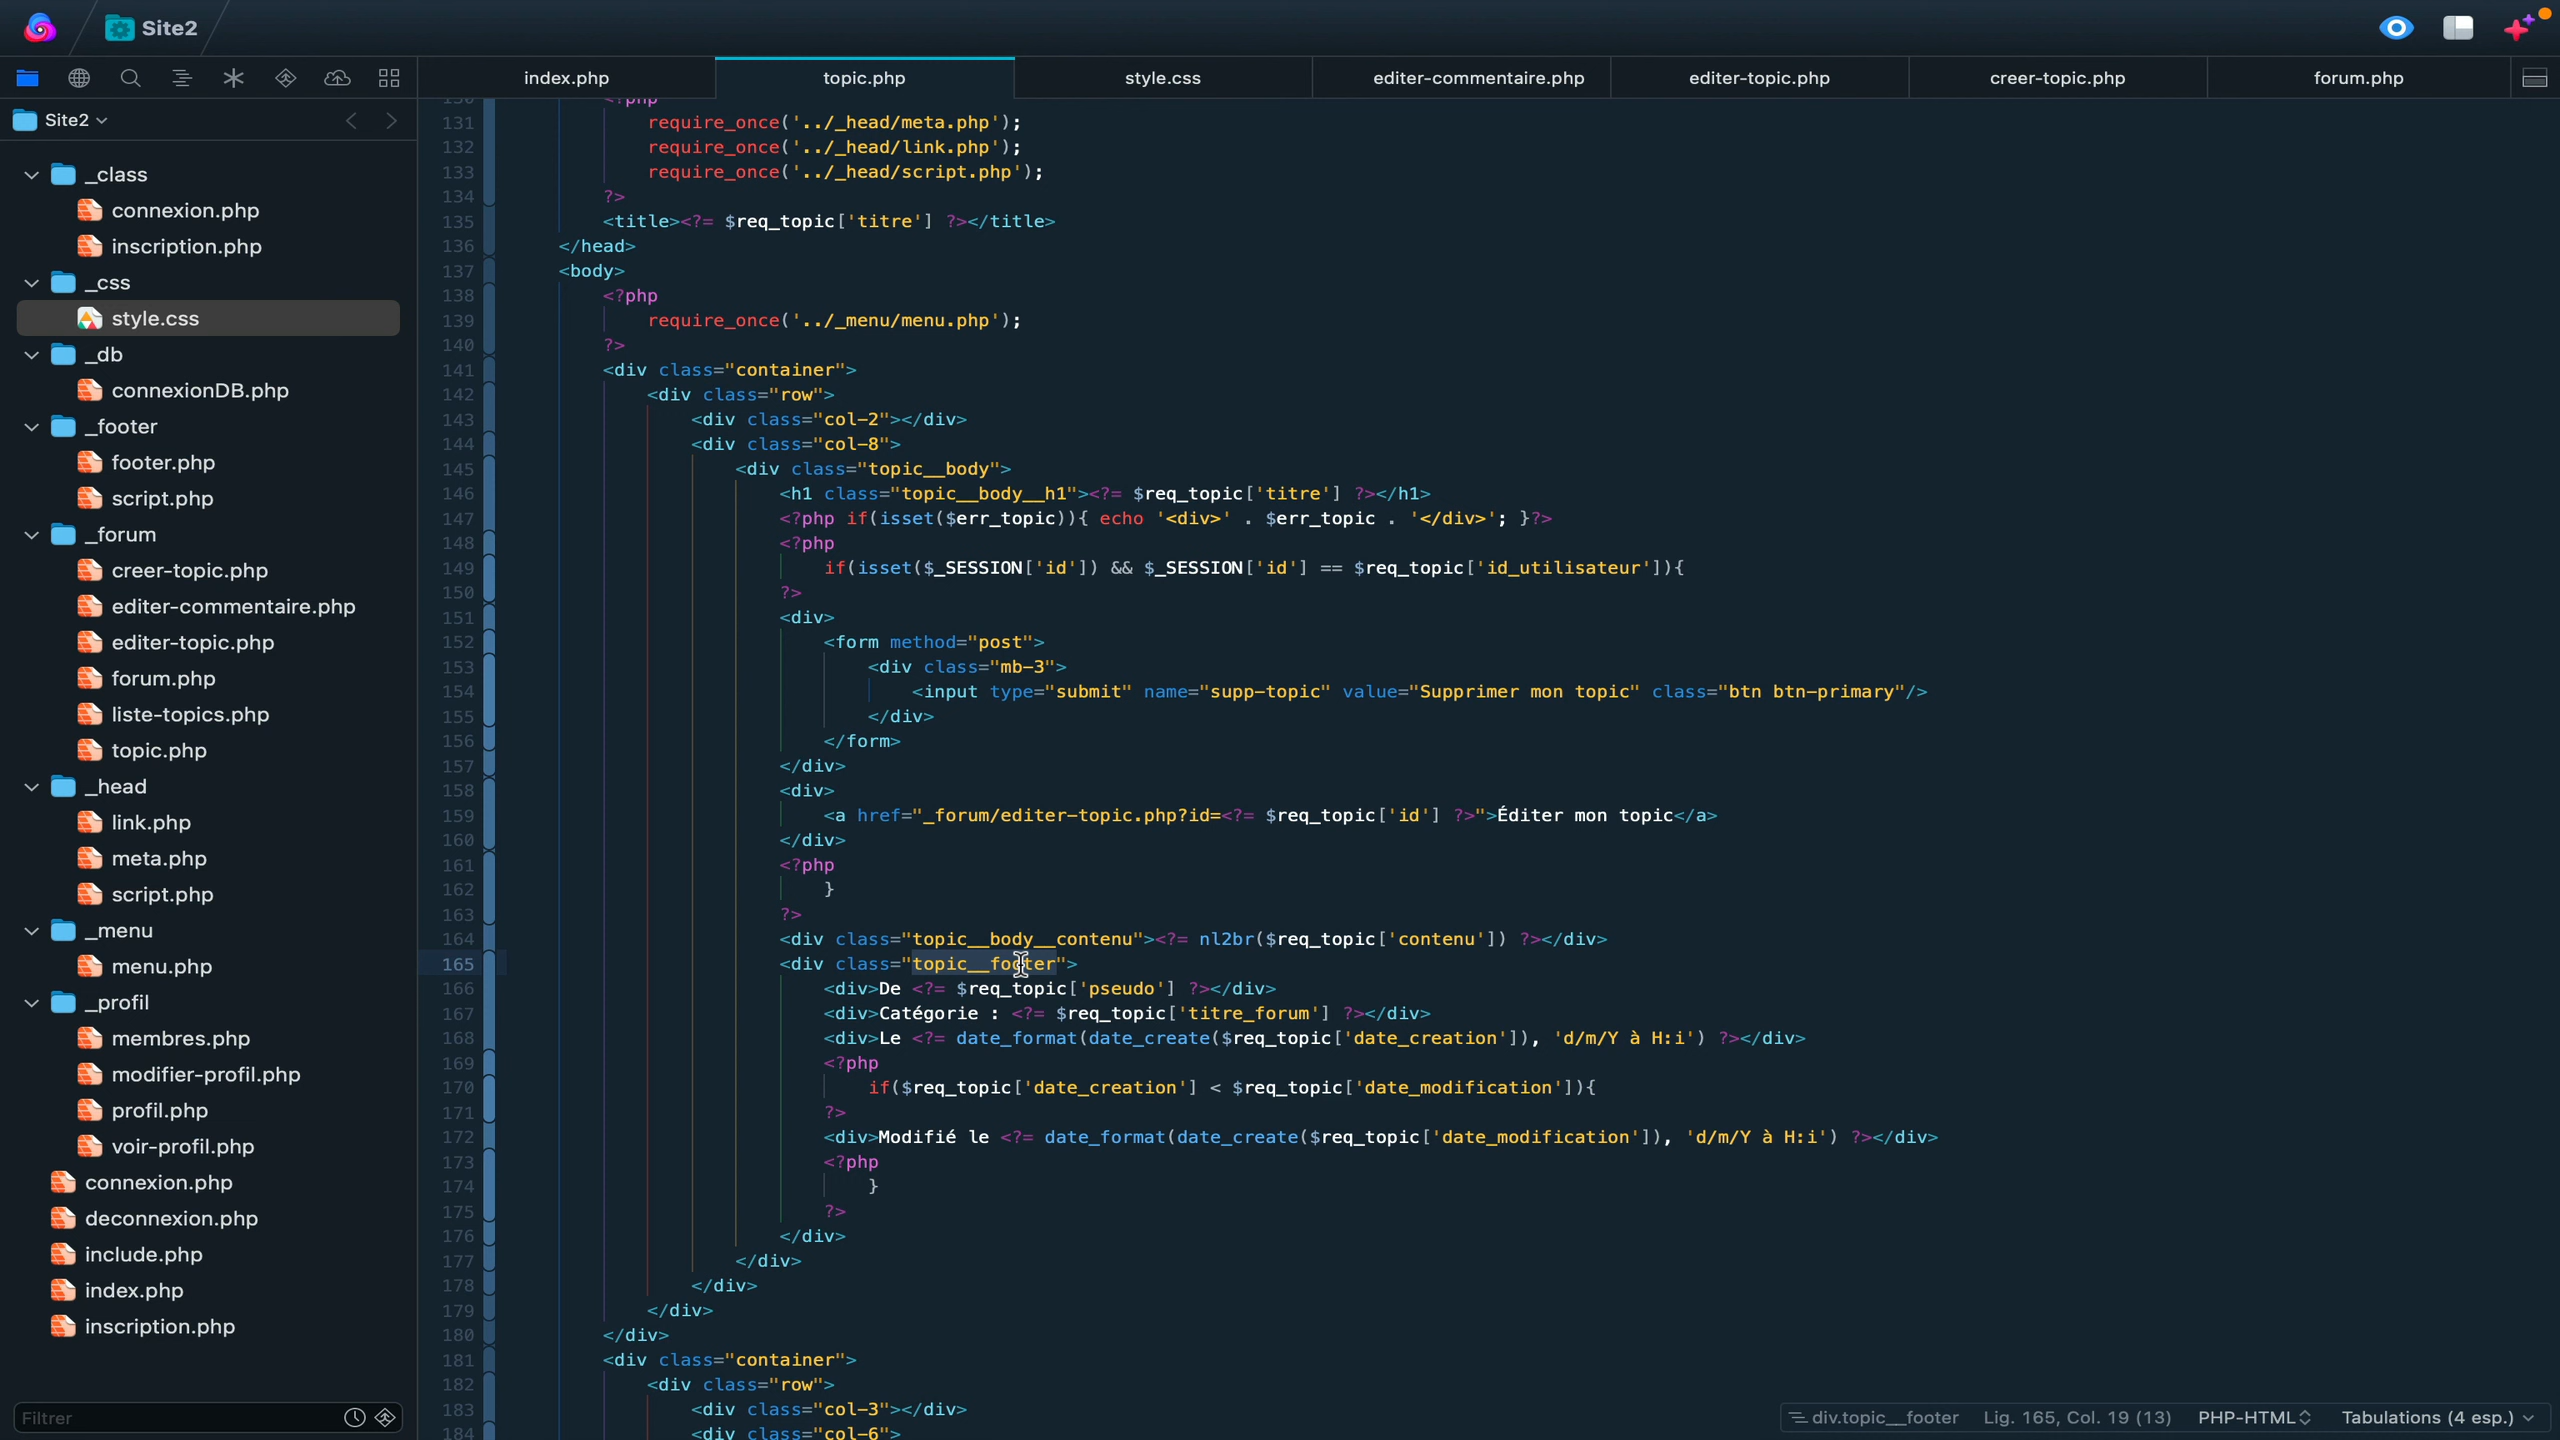 Site2
index.php
topic.php
style.css
editer-commentaire.php
editer-topic.php
creer-topic.php
forum.php
Site2
_class
connexion.php
inscription.php
_css
style.css
_db
connexionDB.php
_footer
footer.php
script.php
_forum
creer-topic.php
editer-commentaire.php
editer-topic.php
forum.php
liste-topics.php
topic.php
_head
link.php
meta.php
script.php
_menu
menu.php
_profil
membres.php
modifier-profil.php
profil.php
voir-profil.php
connexion.php
deconnexion.php
include.php
index.php
inscription.php
Filtrer
130 <?php
131 require_once('../_head/meta.php');
132 require_once('../_head/link.php');
133 require_once('../_head/script.php');
134 ?>
135 <title><?= $req_topic['titre'] ?></title>
136 </head>
137 <body>
138 <?php
139 require_once('../_menu/menu.php');
140 ?>
141 <div class="container">
142 <div class="row">
143 <div class="col-2"></div>
144 <div class="col-8">
145 <div class="topic__body">
146 <h1 class="topic__body__h1"><?= $req_topic['titre'] ?></h1>
147 <?php if(isset($err_topic)){ echo '<div>' . $err_topic . '</div>'; }?>
148 <?php
149 if(isset($_SESSION['id']) && $_SESSION['id'] == $req_topic['id_utilisateur']){
150 ?>
151 <div>
152 <form method="post">
153 <div class="mb-3">
154 <input type="submit" name="supp-topic" value="Supprimer mon topic" class="btn btn-primary"/>
155 </div>
156 </form>
157 </div>
158 <div>
159 <a href="_forum/editer-topic.php?id=<?= $req_topic['id'] ?>">Éditer mon topic</a>
160 </div>
161 <?php
162 }
163 ?>
164 <div class="topic__body__contenu"><?= nl2br($req_topic['contenu']) ?></div>
165 <div class="topic__footer">
166 <div>De <?= $req_topic['pseudo'] ?></div>
167 <div>Catégorie : <?= $req_topic['titre_forum'] ?></div>
168 <div>Le <?= date_format(date_create($req_topic['date_creation']), 'd/m/Y à H:i') ?></div>
169 <?php
170 if($req_topic['date_creation'] < $req_topic['date_modification']){
171 ?>
172 <div>Modifié le <?= date_format(date_create($req_topic['date_modification']), 'd/m/Y à H:i') ?></div>
173 <?php
174 }
175 ?>
176 </div>
177 </div>
178 </div>
179 </div>
180 </div>
181 <div class="container">
182 <div class="row">
183 <div class="col-3"></div>
184 <div class="col-6">
div.topic__footer Lig. 165, Col. 19 (13) PHP-HTML Tabulations (4 esp.)